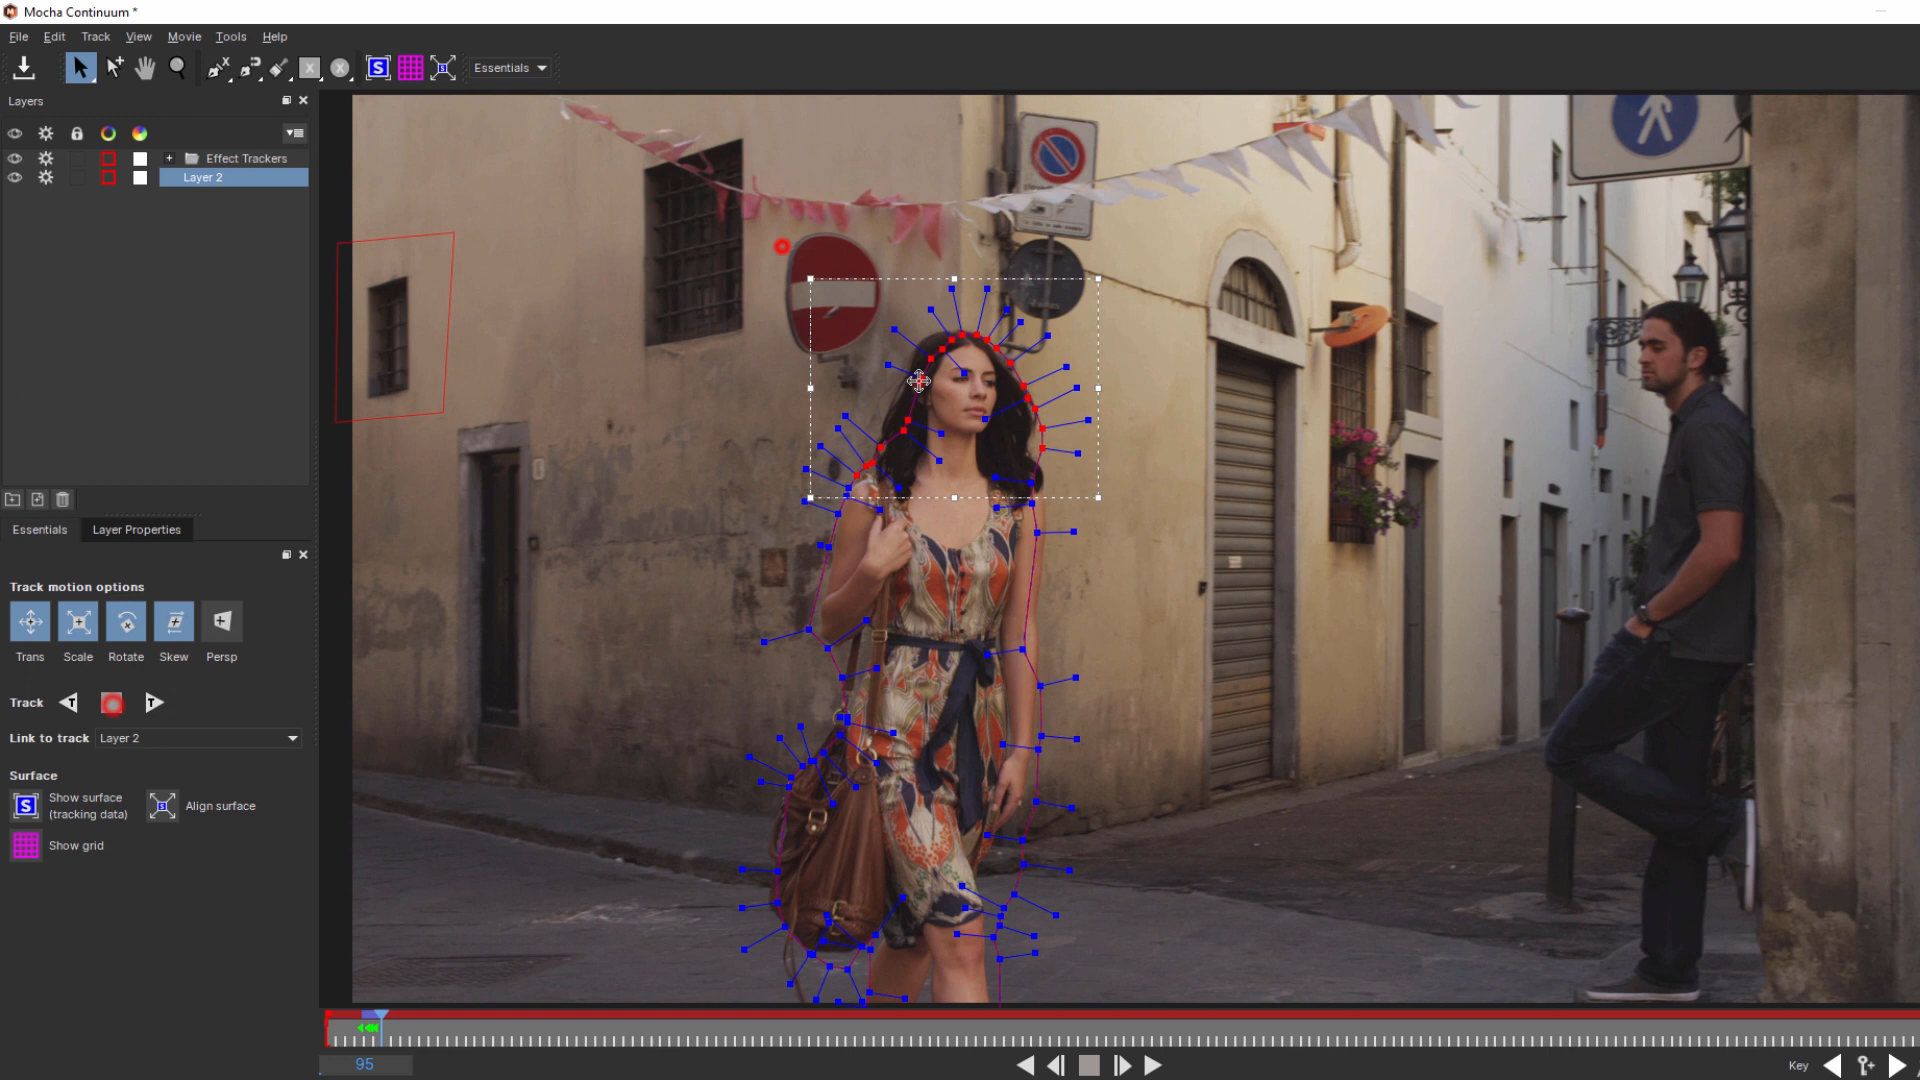 Mocha Continuum *
File Edit Track View Movie Tools Help
Essentials
Layers
Effect Trackers
Layer 2
Essentials Layer Properties
Track motion options
Trans Scale Rotate Skew Persp
Track
Link to track Layer 2
Surface
Show surface
(tracking data)
Align surface
Show grid
95
Key